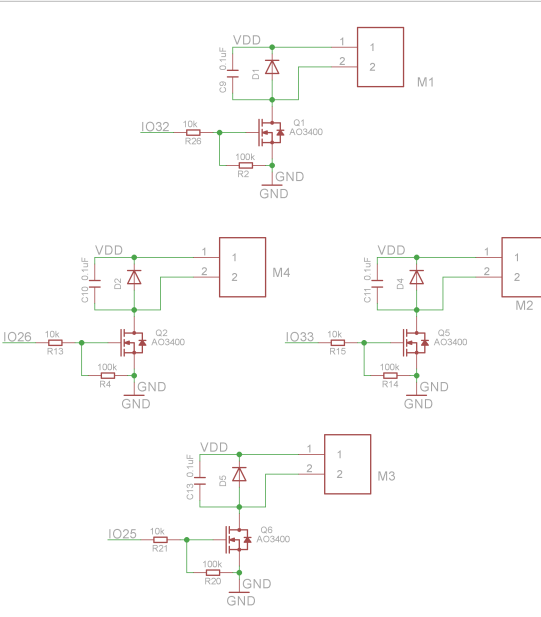 VDD
C9 0.1uF
D1
1 1
2 2
M1
IO32
10k
R26
Q1
AO3400
100k
R2
GND
GND
VDD
C10 0.1uF
D2
1 1
2 2
M4
IO26
10k
R13
Q2
AO3400
100k
R4
GND
GND
VDD
C11 0.1uF
D4
1 1
2 2
M2
IO33
10k
R15
Q5
AO3400
100k
R14
GND
GND
VDD
C13 0.1uF
D5
1 1
2 2
M3
IO25
10k
R21
Q6
AO3400
100k
R20
GND
GND